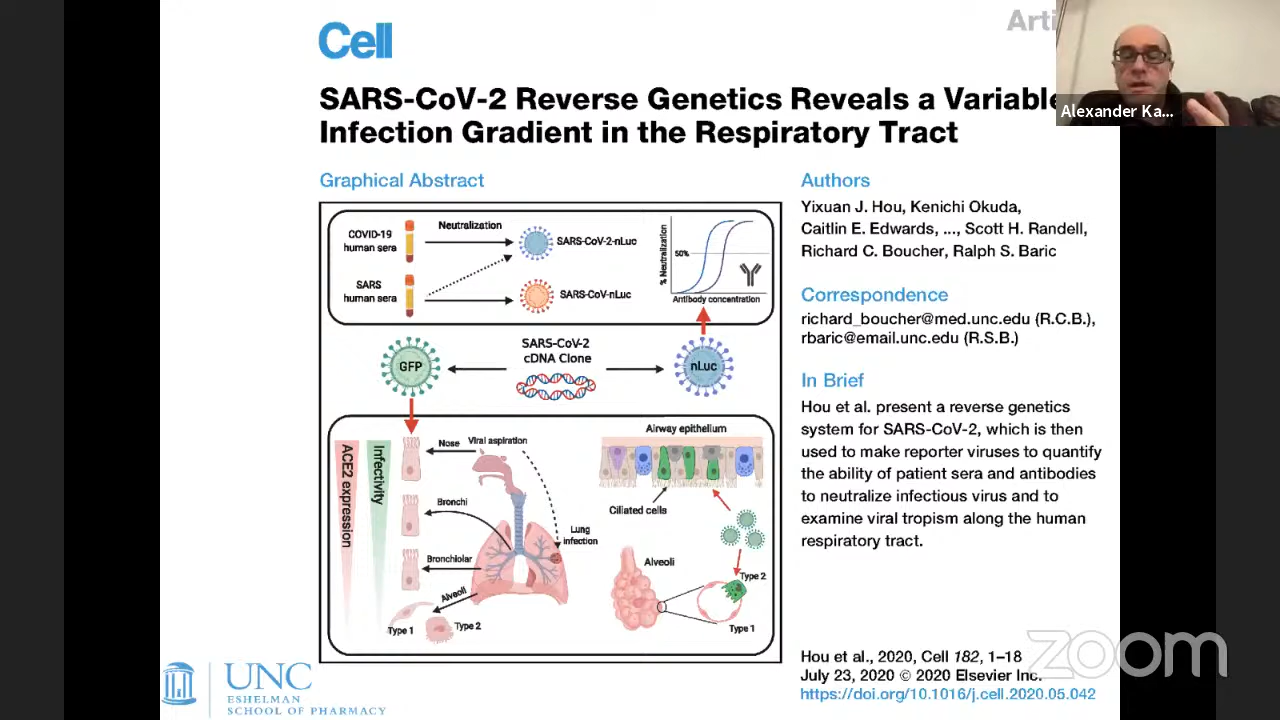 Cell
Arti
Alexander Ka...
SARS-CoV-2 Reverse Genetics Reveals a Variable
Infection Gradient in the Respiratory Tract
Graphical Abstract
COVID-19
human sera
Neutralization
SARS-CoV-2-nLuc
SARS
human sera
SARS-CoV-nLuc
% Neutralization
50%
Antibody concentration
SARS-CoV-2
cDNA Clone
GFP
nLuc
ACE2 expression
Infectivity
Nose
Viral aspiration
Bronchi
Bronchiolar
Alveoli
Type 1
Type 2
Lung
infection
Airway epithelium
Ciliated cells
Alveoli
Type 2
Type 1
Authors
Yixuan J. Hou, Kenichi Okuda,
Caitlin E. Edwards, ..., Scott H. Randell,
Richard C. Boucher, Ralph S. Baric
Correspondence
richard_boucher@med.unc.edu (R.C.B.),
rbaric@email.unc.edu (R.S.B.)
In Brief
Hou et al. present a reverse genetics
system for SARS-CoV-2, which is then
used to make reporter viruses to quantify
the ability of patient sera and antibodies
to neutralize infectious virus and to
examine viral tropism along the human
respiratory tract.
Hou et al., 2020, Cell 182, 1–18
July 23, 2020 © 2020 Elsevier Inc.
https://doi.org/10.1016/j.cell.2020.05.042
UNC
ESHELMAN
SCHOOL OF PHARMACY
zoom